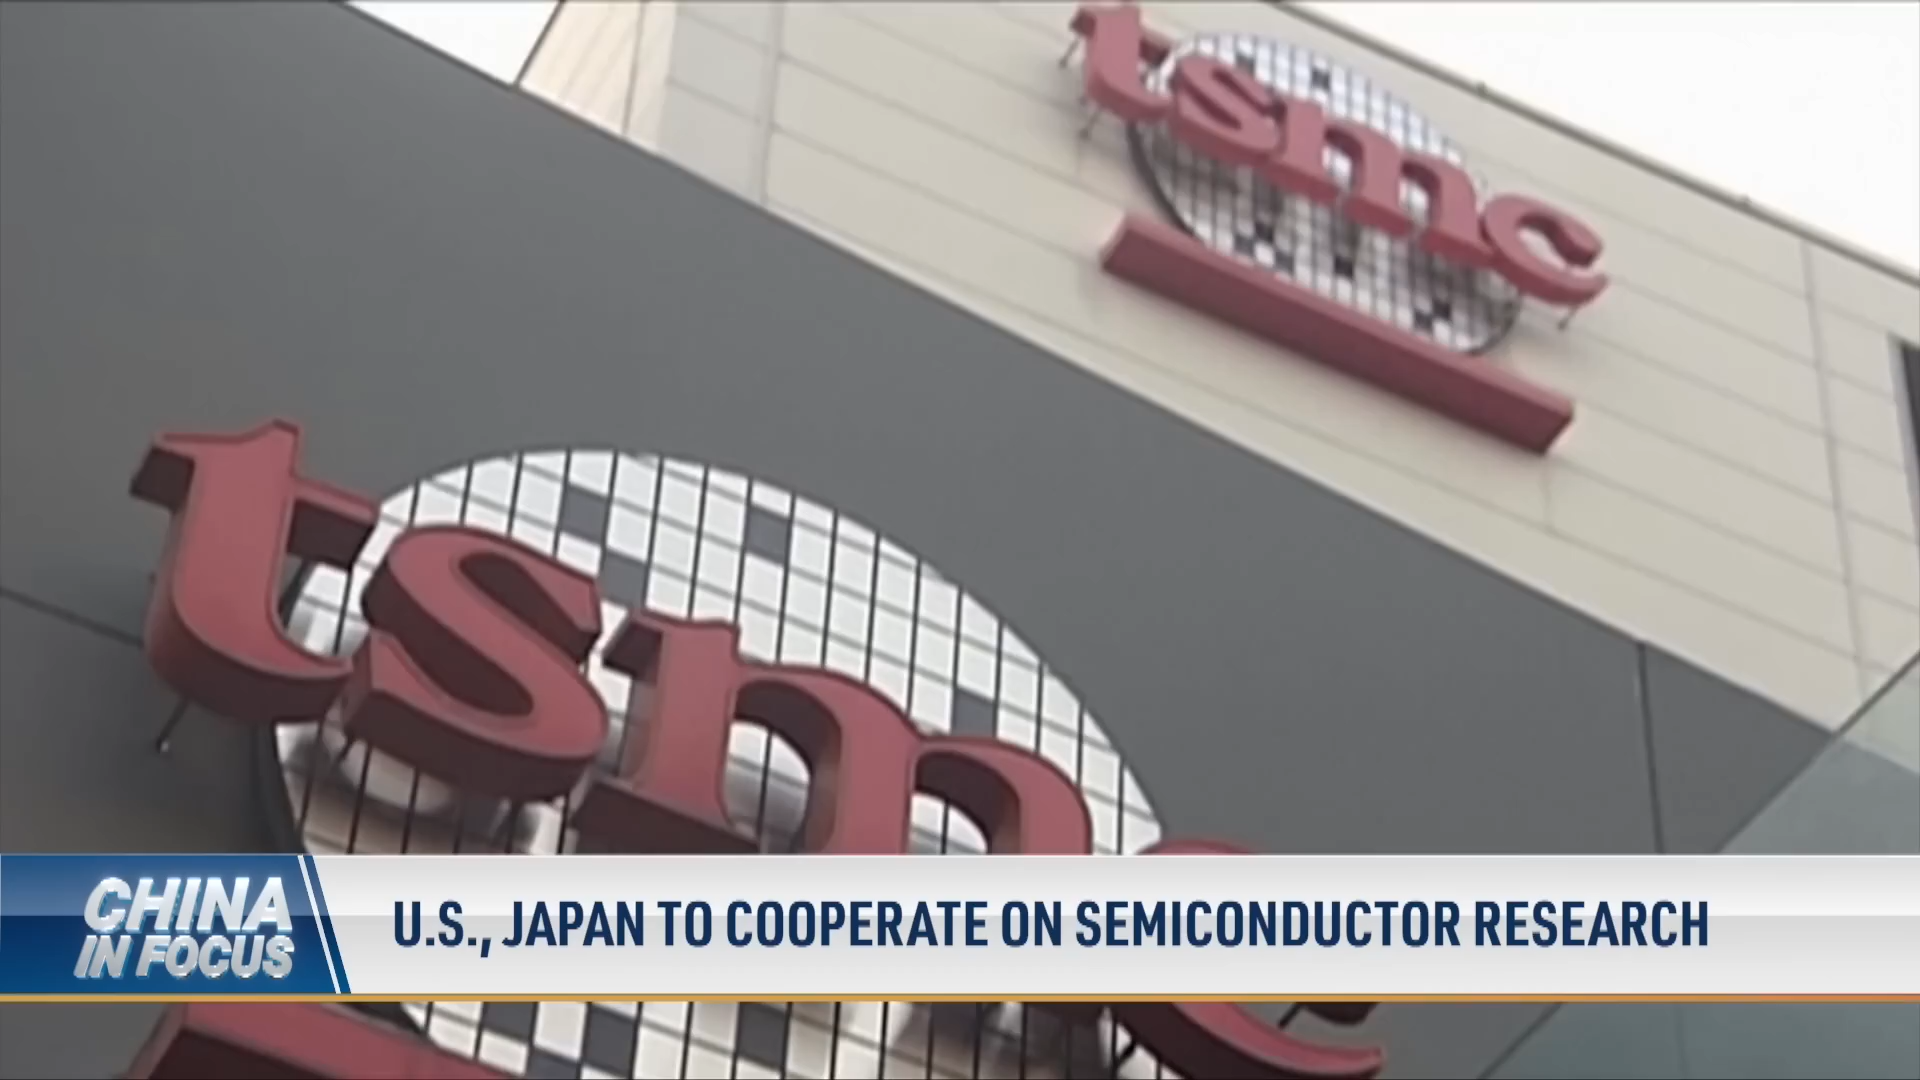 tsmc
tsmc
CHINA
IN FOCUS
U.S., JAPAN TO COOPERATE ON SEMICONDUCTOR RESEARCH